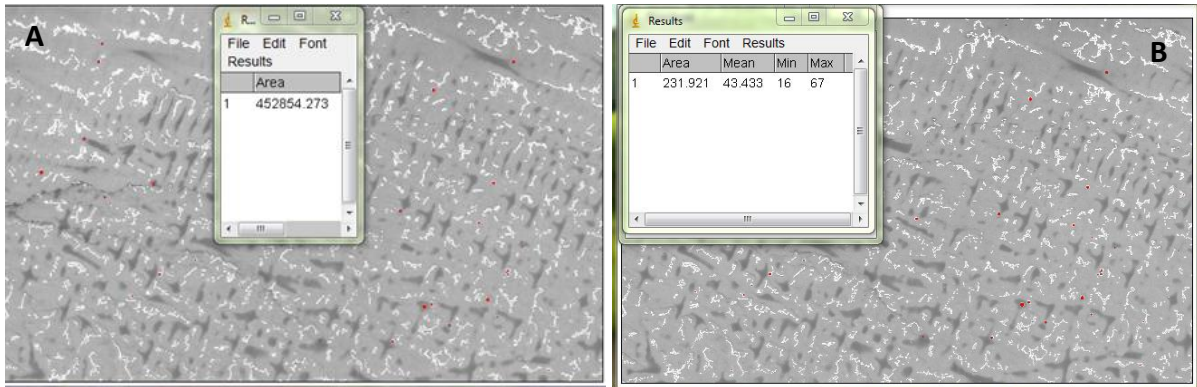 A
R...
File Edit Font
Results
Area
1 452854.273
Results
File Edit Font Results
Area Mean Min Max
1 231.921 43.433 16 67
B